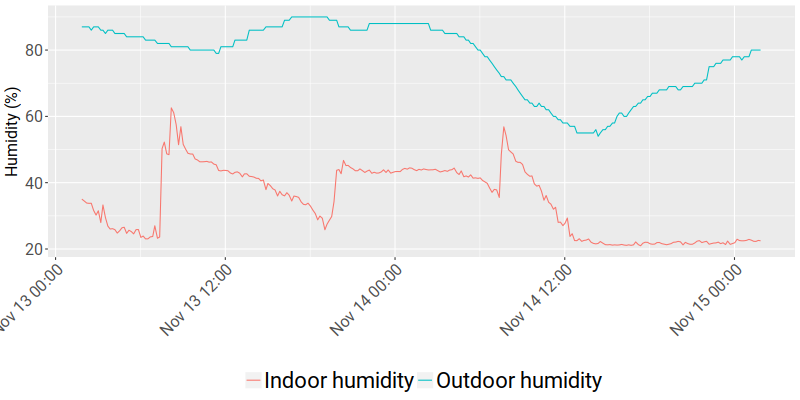 Humidity (%)
80
60
40
20
Nov 13 00:00
Nov 13 12:00
Nov 14 00:00
Nov 14 12:00
Nov 15 00:00
Indoor humidity Outdoor humidity